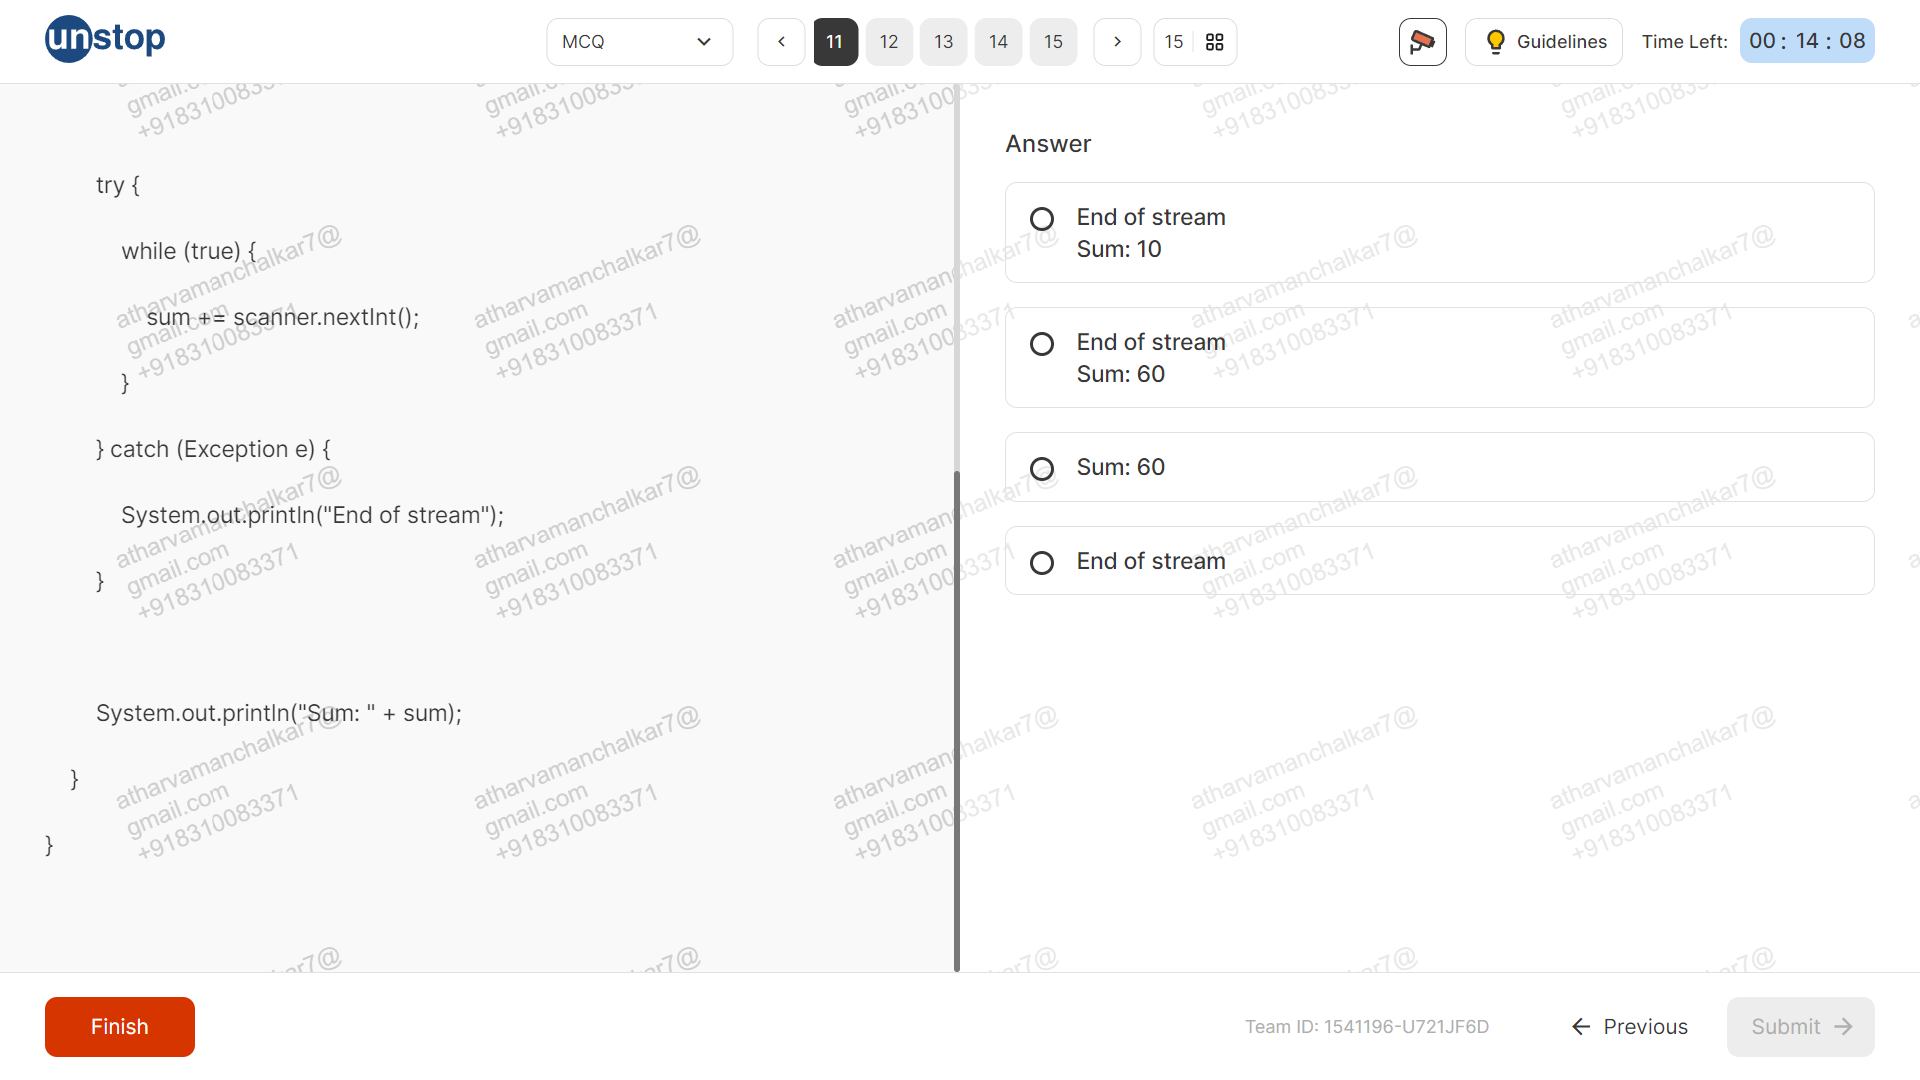 unstop
MCQ
11
12
13
14
15
15
Guidelines
Time Left:
00 : 14 : 08
try {
while (true) {
sum += scanner.nextInt();
}
} catch (Exception e) {
System.out.println("End of stream");
}
System.out.println("Sum: " + sum);
}
}
Answer
End of stream
Sum: 10
End of stream
Sum: 60
Sum: 60
End of stream
atharvamanchalkar7@
gmail.com
+918310083371
Finish
Team ID: 1541196-U721JF6D
Previous
Submit